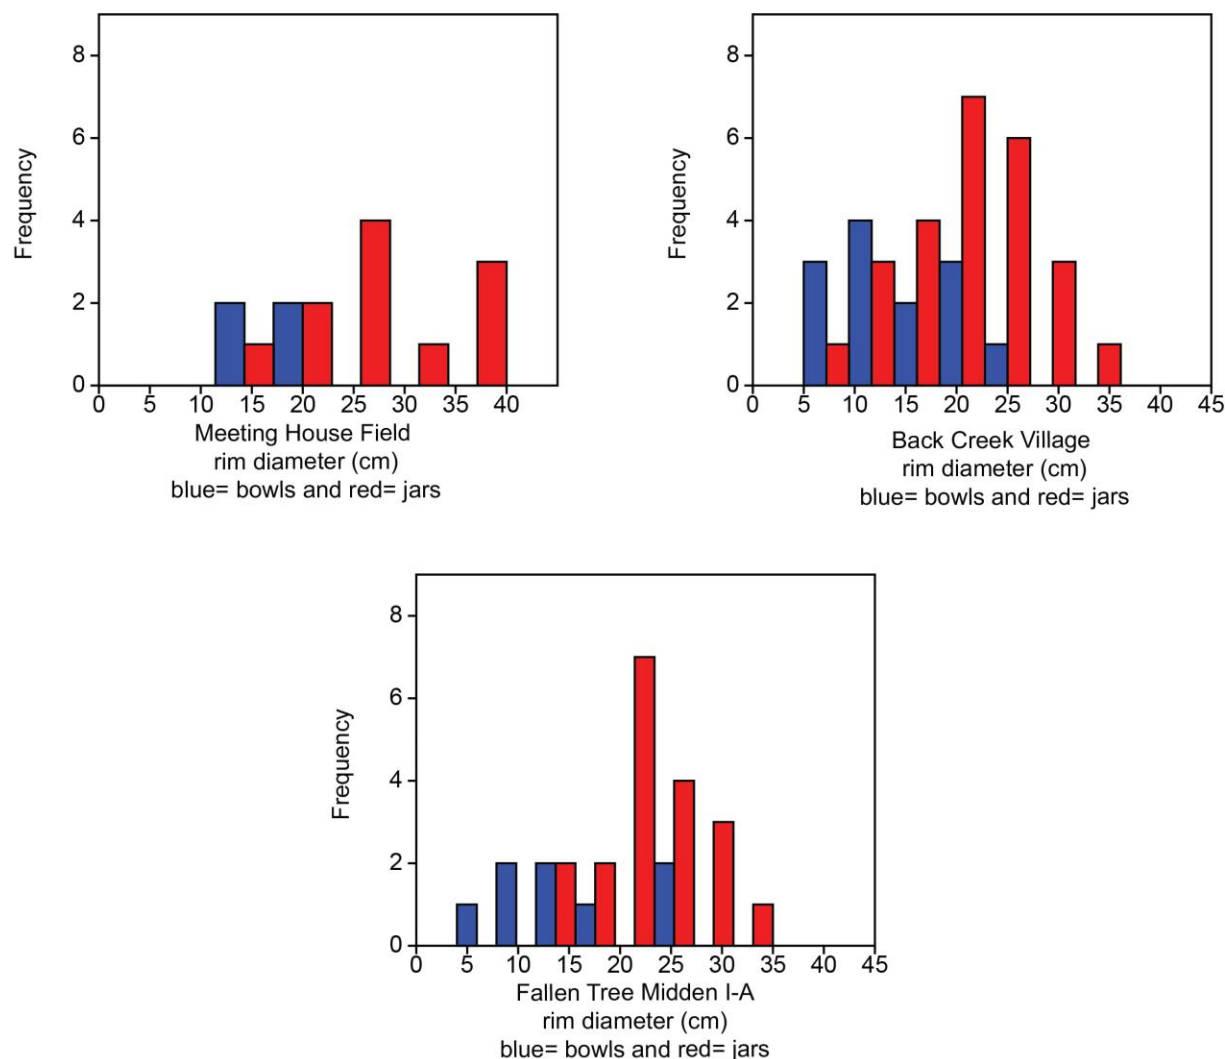 8
6
4
2
0
Frequency
0 5 10 15 20 25 30 35 40
Meeting House Field
rim diameter (cm)
blue= bowls and red= jars
8
6
4
2
0
Frequency
0 5 10 15 20 25 30 35 40 45
Back Creek Village
rim diameter (cm)
blue= bowls and red= jars
8
6
4
2
0
Frequency
0 5 10 15 20 25 30 35 40 45
Fallen Tree Midden I-A
rim diameter (cm)
blue= bowls and red= jars